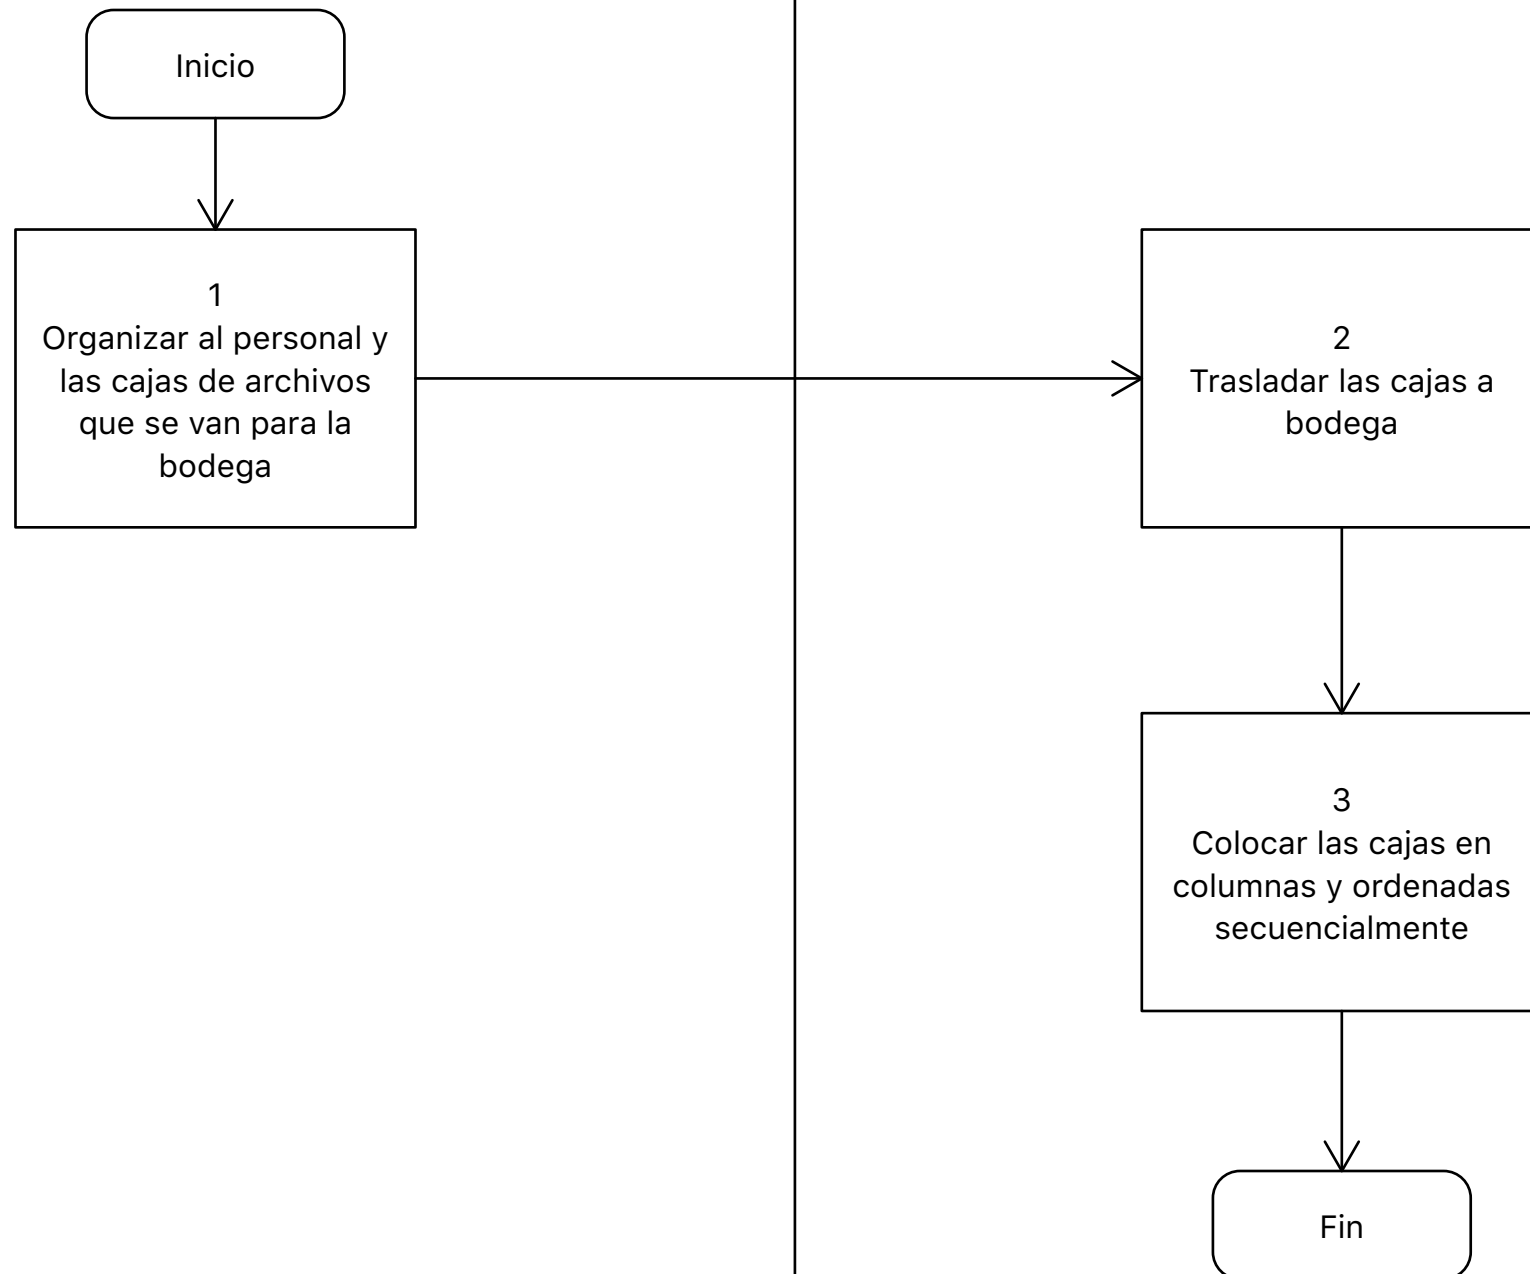 Inicio
1
Organizar al personal y
las cajas de archivos
que se van para la
bodega
2
Trasladar las cajas a
bodega
3
Colocar las cajas en
columnas y ordenadas
secuencialmente
Fin